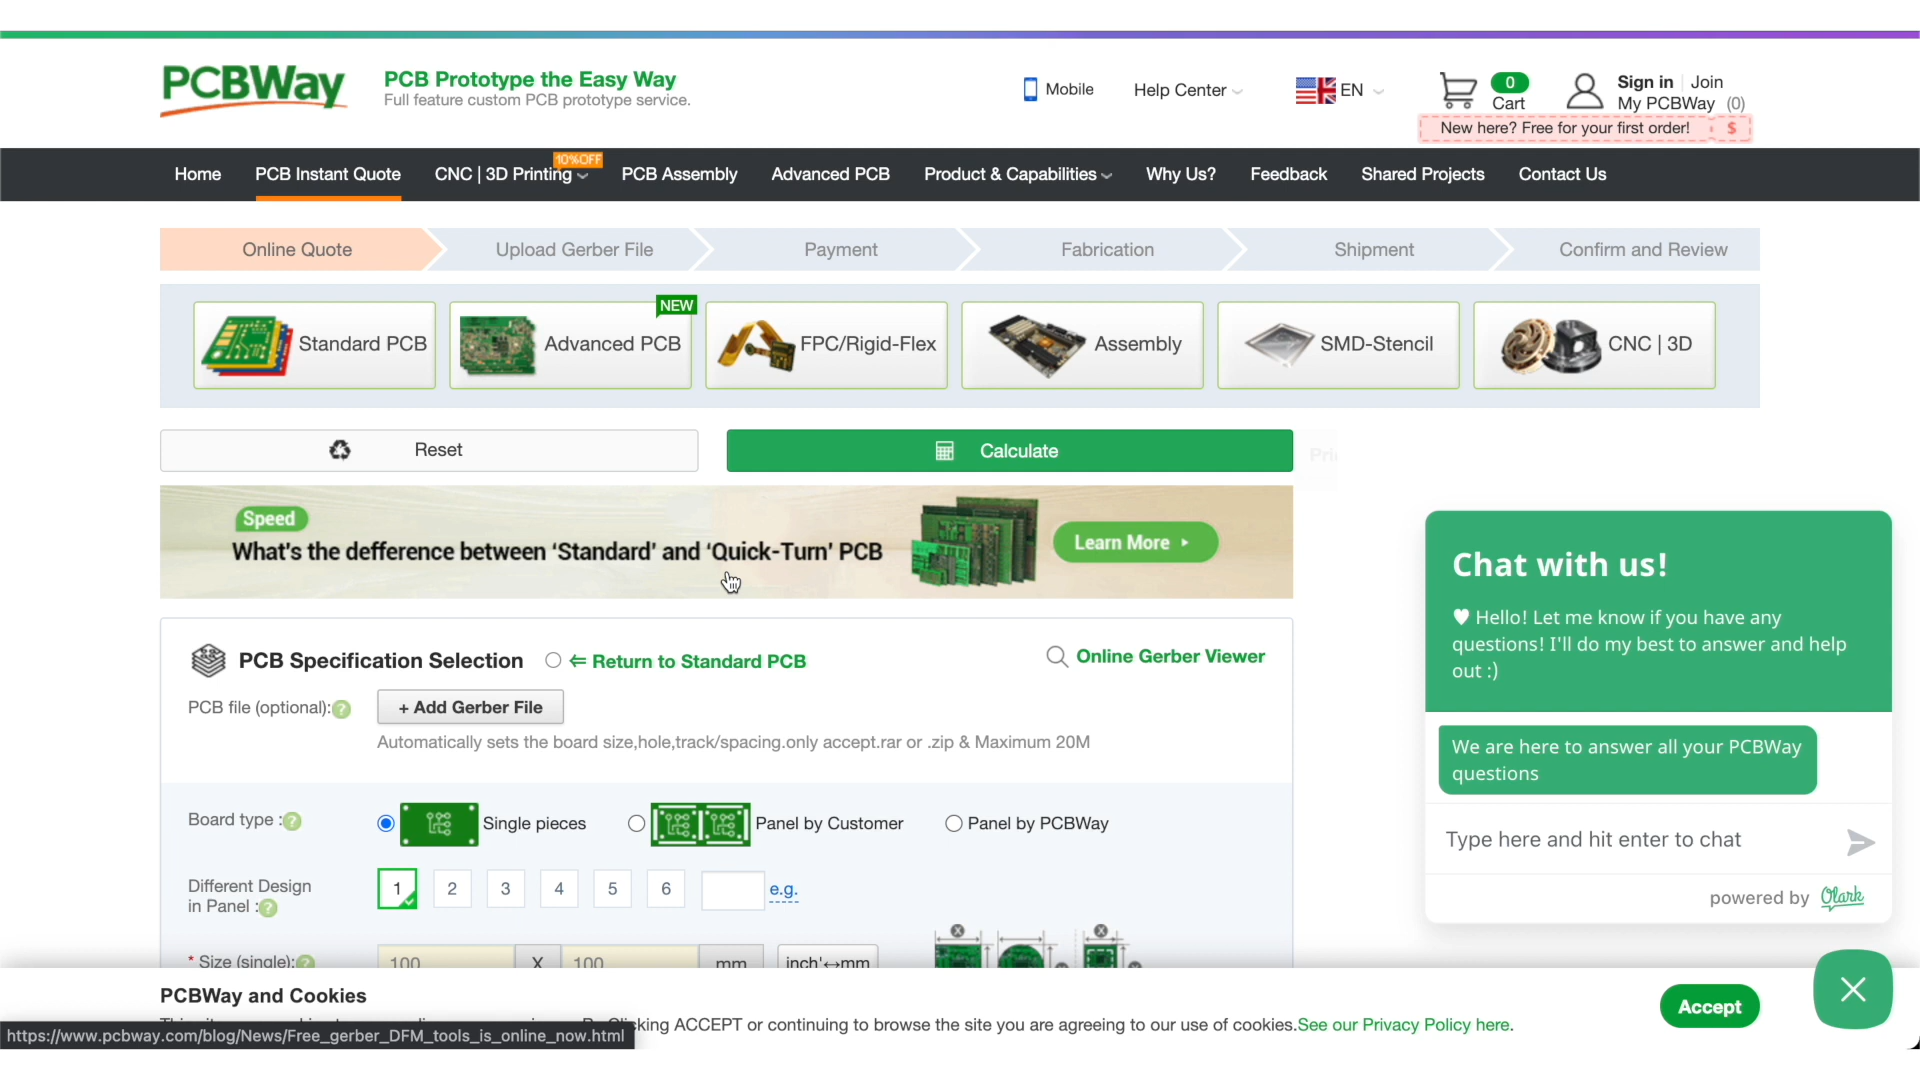 PCBWay
PCB Prototype the Easy Way
Full feature custom PCB prototype service.
Mobile
Help Center
EN
0
Cart
Sign in
Join
My PCBWay (0)
New here? Free for your first order! $
Home
PCB Instant Quote
CNC | 3D Printing
10%OFF
PCB Assembly
Advanced PCB
Product & Capabilities
Why Us?
Feedback
Shared Projects
Contact Us
Online Quote
Upload Gerber File
Payment
Fabrication
Shipment
Confirm and Review
Standard PCB
NEW
Advanced PCB
FPC/Rigid-Flex
Assembly
SMD-Stencil
CNC | 3D
Reset
Calculate
Speed
What's the defference between 'Standard' and 'Quick-Turn' PCB
Learn More
PCB Specification Selection
⇐ Return to Standard PCB
Online Gerber Viewer
PCB file (optional):
+ Add Gerber File
Automatically sets the board size,hole,track/spacing.only accept.rar or .zip & Maximum 20M
Board type :
Single pieces
Panel by Customer
Panel by PCBWay
Different Design
in Panel :
1
2
3
4
5
6
e.g.
* Size (single):
100
X
100
mm
inch'↔mm
X
X
Chat with us!
♥ Hello! Let me know if you have any
questions! I'll do my best to answer and help
out :)
We are here to answer all your PCBWay
questions
Type here and hit enter to chat
powered by Olark
PCBWay and Cookies
clicking ACCEPT or continuing to browse the site you are agreeing to our use of cookies.See our Privacy Policy here.
Accept
https://www.pcbway.com/blog/News/Free_gerber_DFM_tools_is_online_now.html